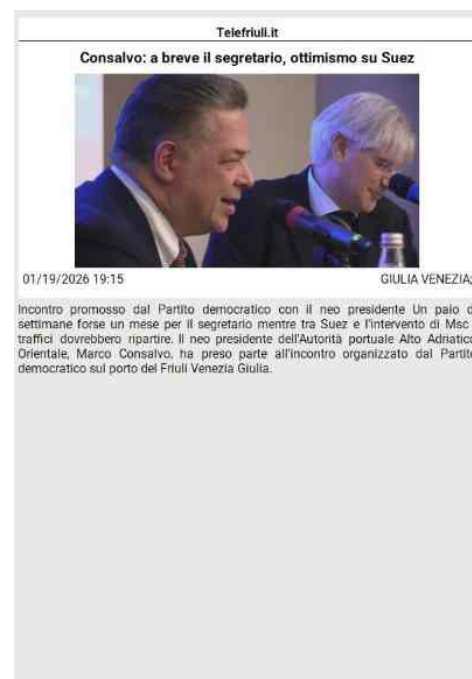 Telefriuli.it
Consalvo: a breve il segretario, ottimismo su Suez
01/19/2026 19:15 GIULIA VENEZIA;
Incontro promosso dal Partito democratico con il neo presidente Un paio d
settimane forse un mese per il segretario mentre tra Suez e l'intervento di Msc
traffici dovrebbero ripartire. Il neo presidente dell'Autorità portuale Alto Adriatico
Orientale, Marco Consalvo, ha preso parte all'incontro organizzato dal Partito
democratico sul porto del Friuli Venezia Giulia.